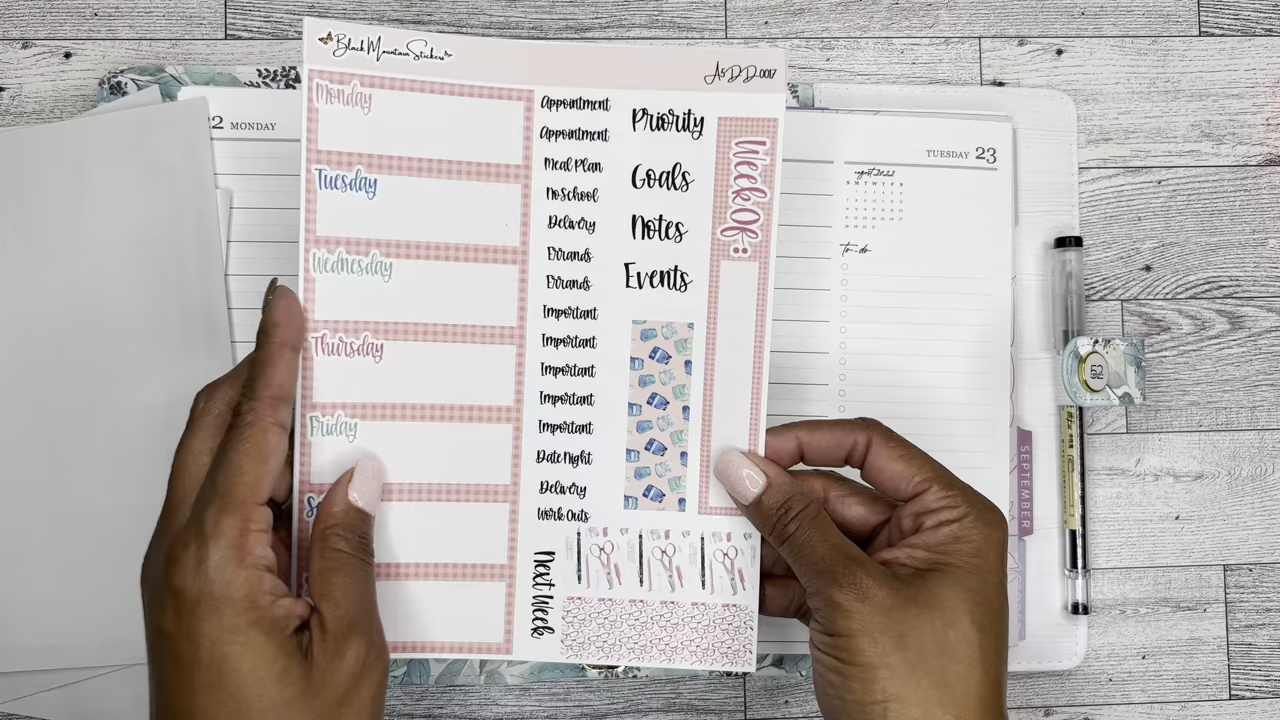 Black Mountain Stickers
A5DD-0017
2 MONDAY
Monday
Tuesday
Wednesday
Thursday
Friday
S
Appointment
Appointment
Meal Plan
No School
Delivery
Errands
Errands
Important
Important
Important
Important
Important
Date Night
Delivery
Work Outs
Next Week
Priority
Goals
Notes
Events
Week Of:
TUESDAY 23
august 2022
S M T W T F S
to-do
52
SEPTEMBER